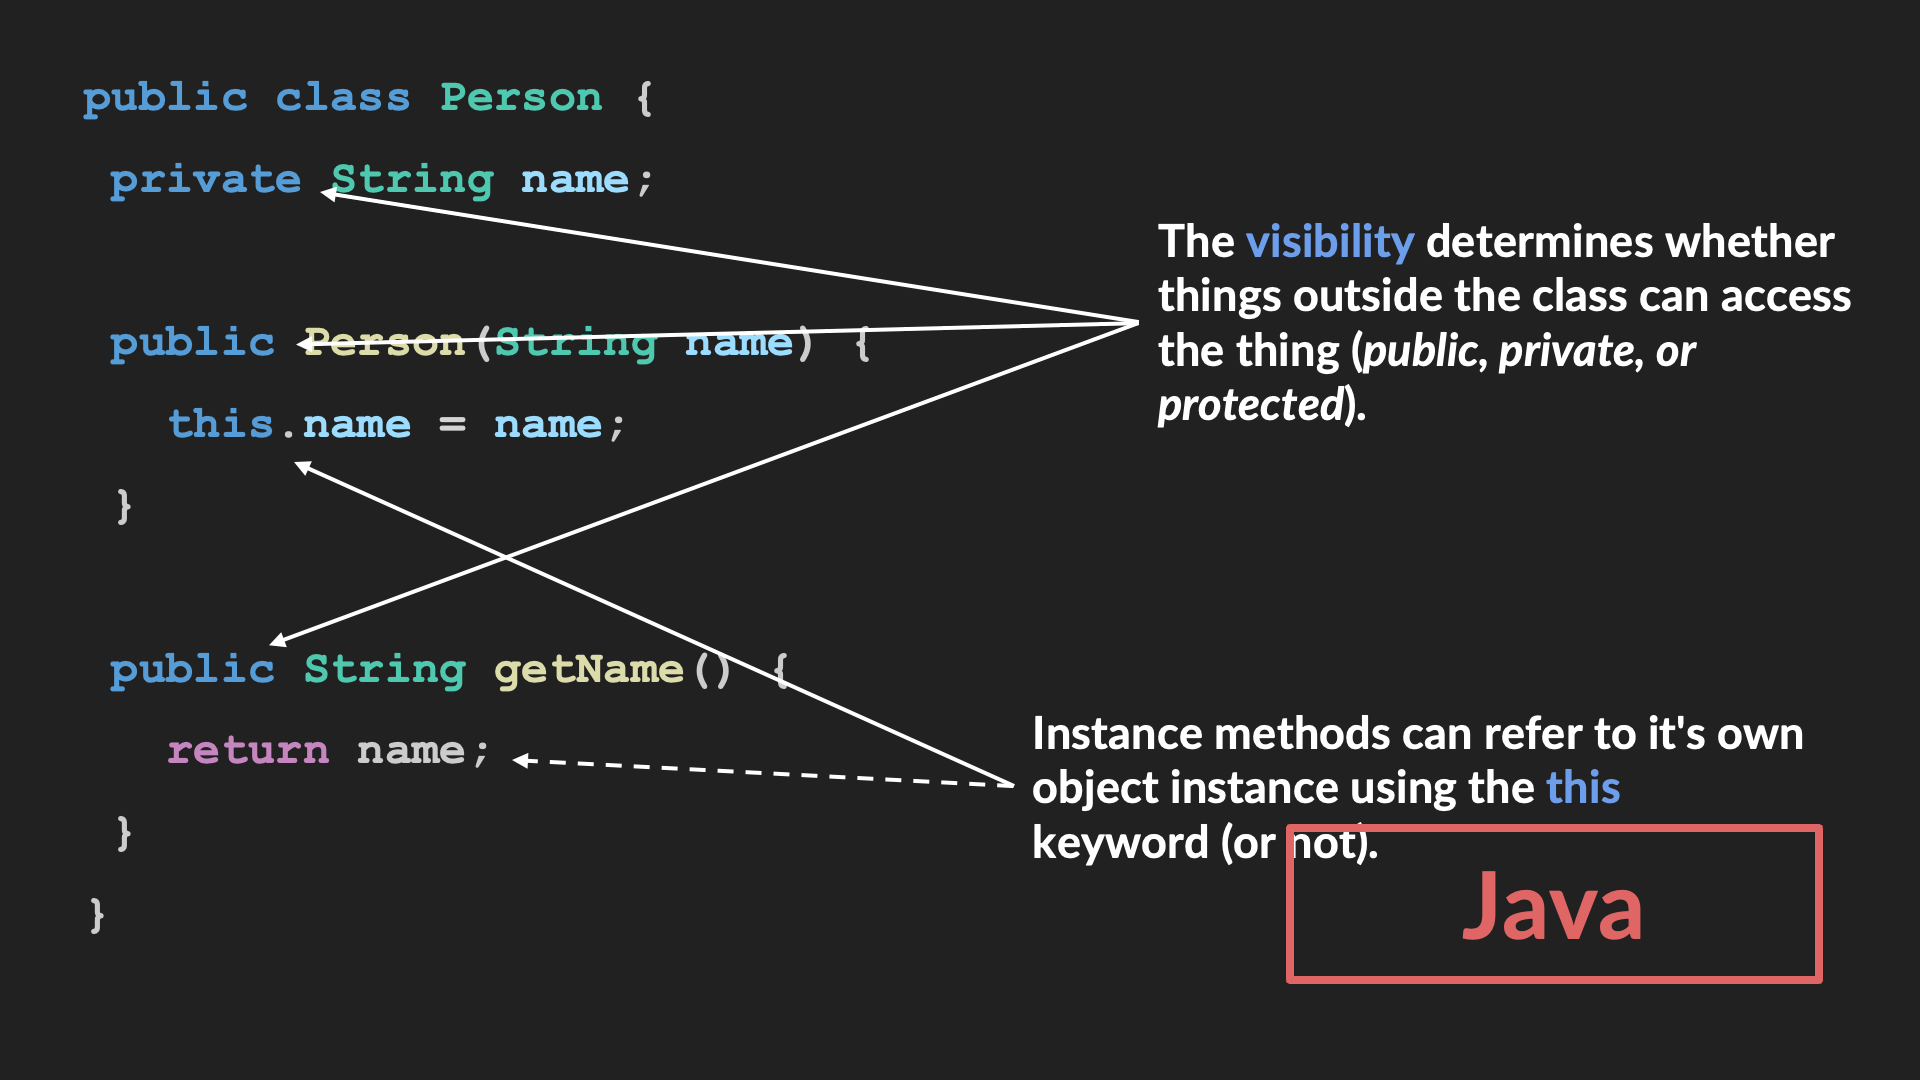 public class Person {
private String name;
public Person(String name) {
this.name = name;
}
public String getName() {
return name;
}
}
The visibility determines whether
things outside the class can access
the thing (public, private, or
protected).
Instance methods can refer to it's own
object instance using the this
keyword (or not).
Java